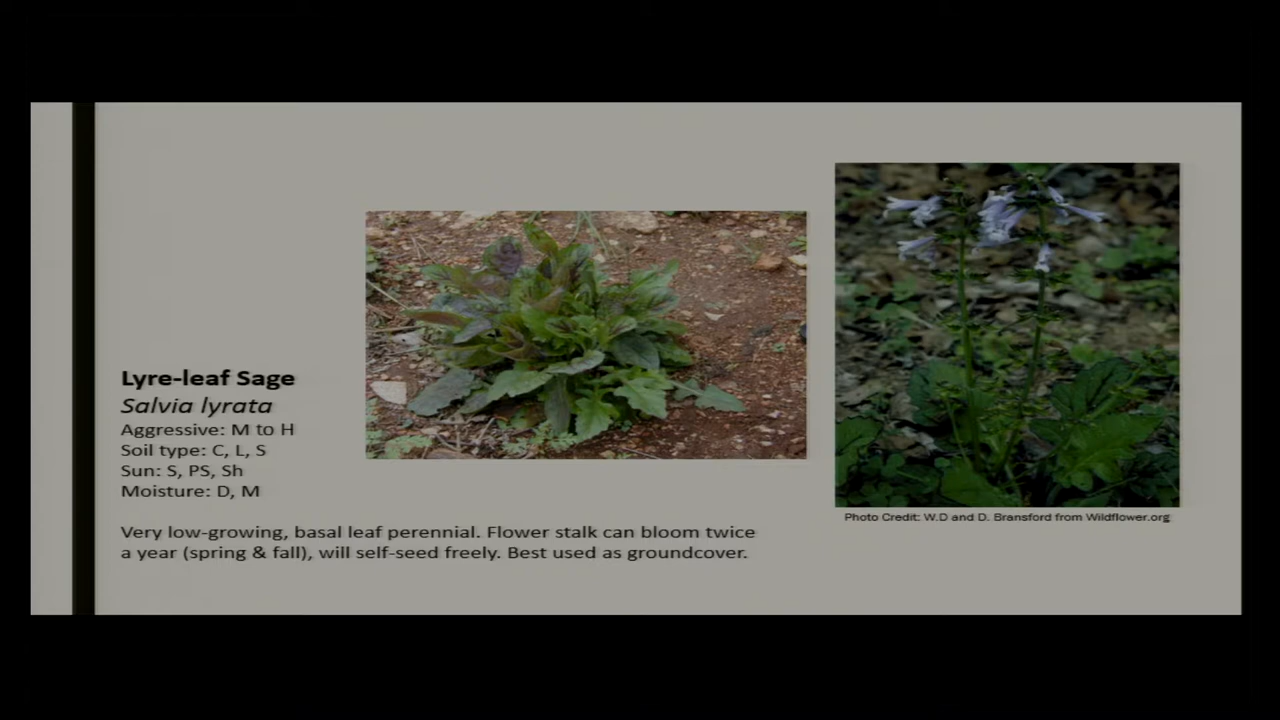 Lyre-leaf Sage
Salvia lyrata
Aggressive: M to H
Soil type: C, L, S
Sun: S, PS, Sh
Moisture: D, M
Very low-growing, basal leaf perennial. Flower stalk can bloom twice
a year (spring & fall), will self-seed freely. Best used as groundcover.
Photo Credit: W.D and D. Bransford from Wildflower.org